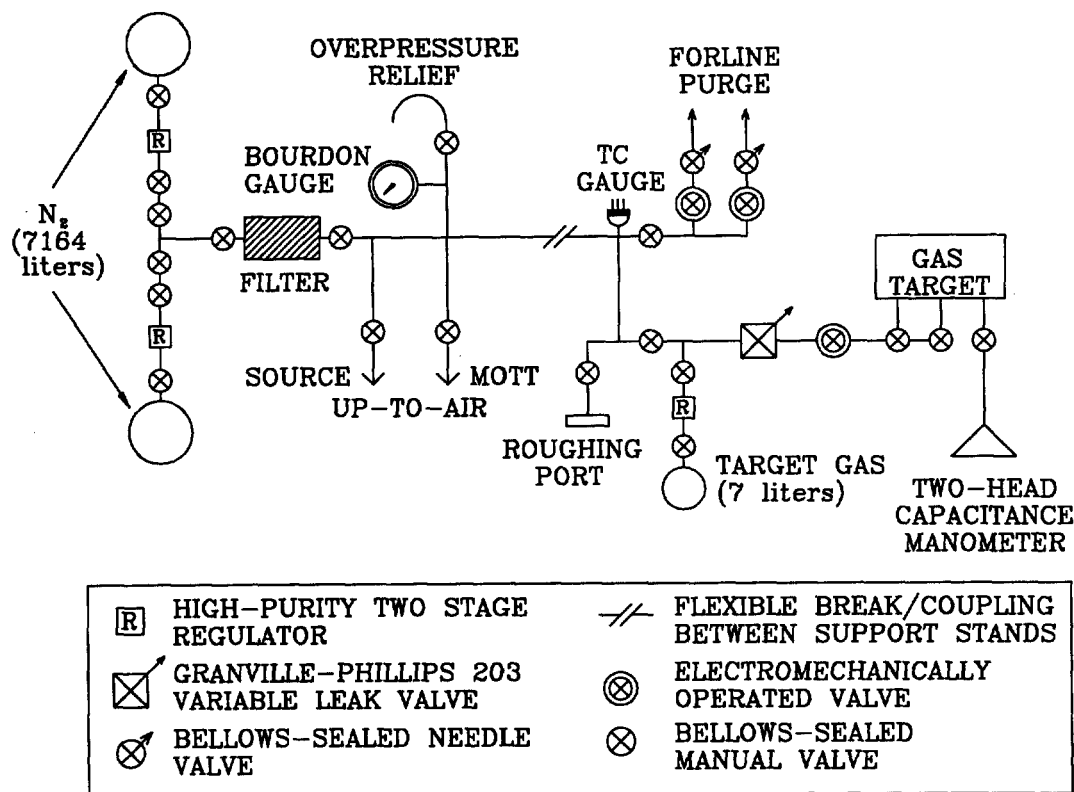 OVERPRESSURE
RELIEF
FORLINE
PURGE
BOURDON
GAUGE
TC
GAUGE
R
N₂
(7164
liters)
FILTER
GAS
TARGET
R
SOURCE
MOTT
UP-TO-AIR
R
ROUGHING
PORT
TARGET GAS
(7 liters)
TWO-HEAD
CAPACITANCE
MANOMETER
R
HIGH-PURITY TWO STAGE
REGULATOR
GRANVILLE-PHILLIPS 203
VARIABLE LEAK VALVE
BELLOWS-SEALED NEEDLE
VALVE
FLEXIBLE BREAK/COUPLING
BETWEEN SUPPORT STANDS
ELECTROMECHANICALLY
OPERATED VALVE
BELLOWS-SEALED
MANUAL VALVE